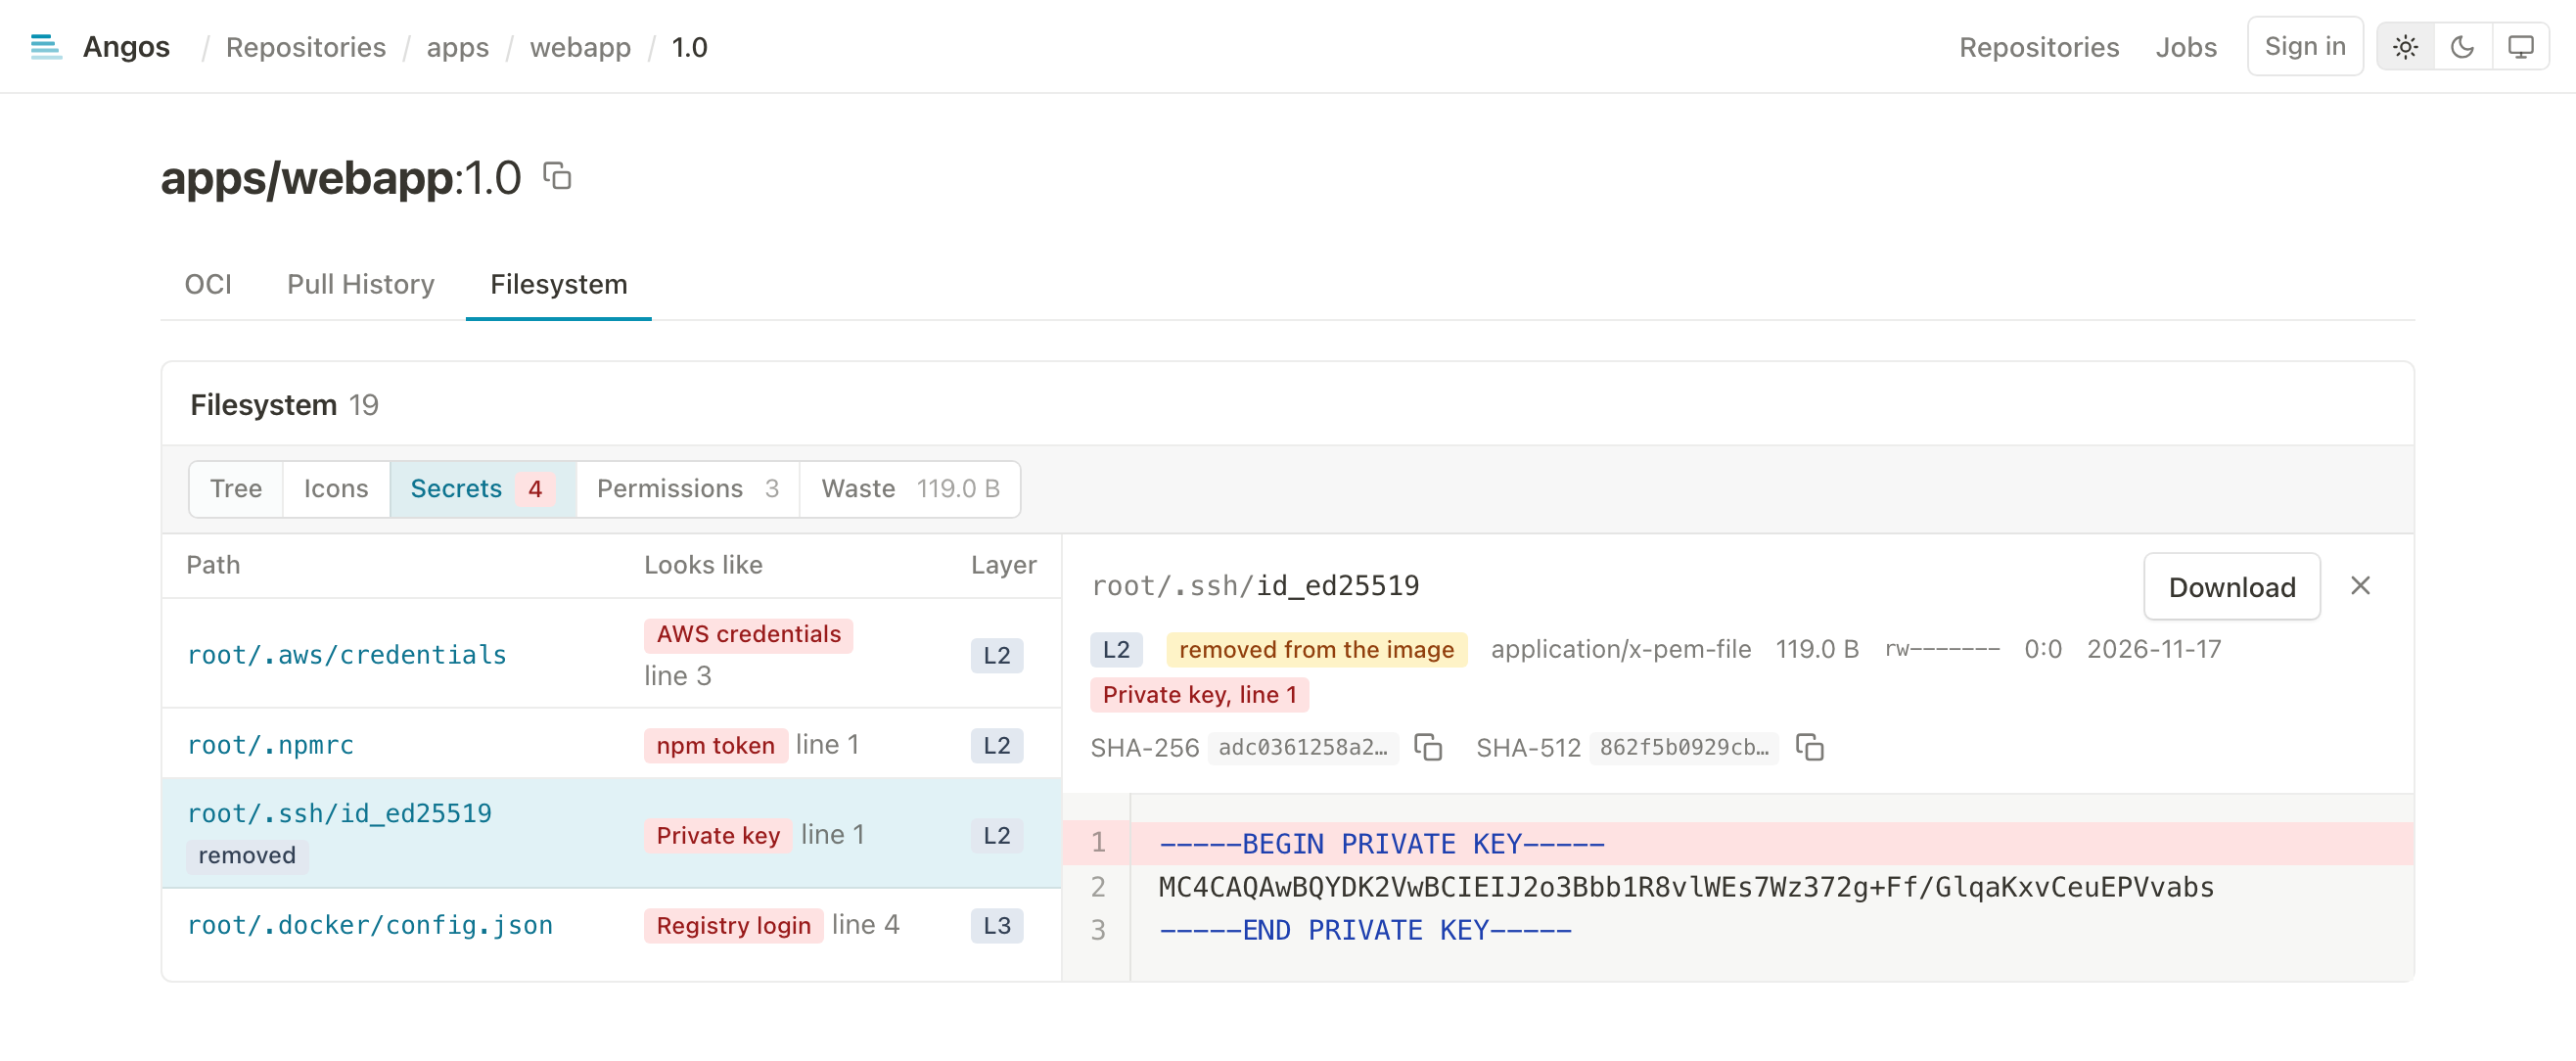 Angos / Repositories / apps / webapp / 1.0 Repositories Jobs Sign in
apps/webapp:1.0
OCI Pull History Filesystem
Filesystem 19
Tree Icons Secrets 4 Permissions 3 Waste 119.0 B
Path Looks like Layer
root/.aws/credentials AWS credentials line 3 L2
root/.npmrc npm token line 1 L2
root/.ssh/id_ed25519 removed Private key line 1 L2
root/.docker/config.json Registry login line 4 L3
root/.ssh/id_ed25519 Download
L2 removed from the image application/x-pem-file 119.0 B rw------- 0:0 2026-11-17
Private key, line 1
SHA-256 adc0361258a2… SHA-512 862f5b0929cb…
1 -----BEGIN PRIVATE KEY-----
2 MC4CAQAwBQYDK2VwBCIEIJ2o3Bbb1R8vlWEs7Wz372g+Ff/GlqaKxvCeuEPVvabs
3 -----END PRIVATE KEY-----